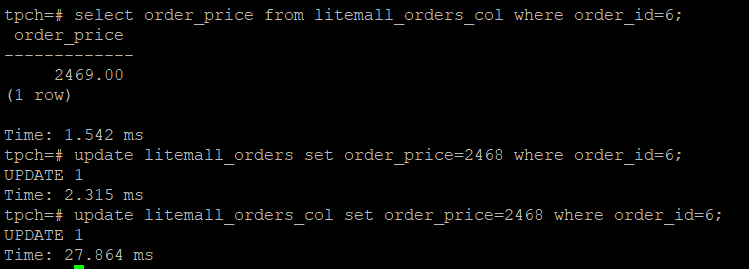 tpch=# select order_price from litemall_orders_col where order_id=6;
 order_price
-------------
     2469.00
(1 row)

Time: 1.542 ms
tpch=# update litemall_orders set order_price=2468 where order_id=6;
UPDATE 1
Time: 2.315 ms
tpch=# update litemall_orders_col set order_price=2468 where order_id=6;
UPDATE 1
Time: 27.864 ms